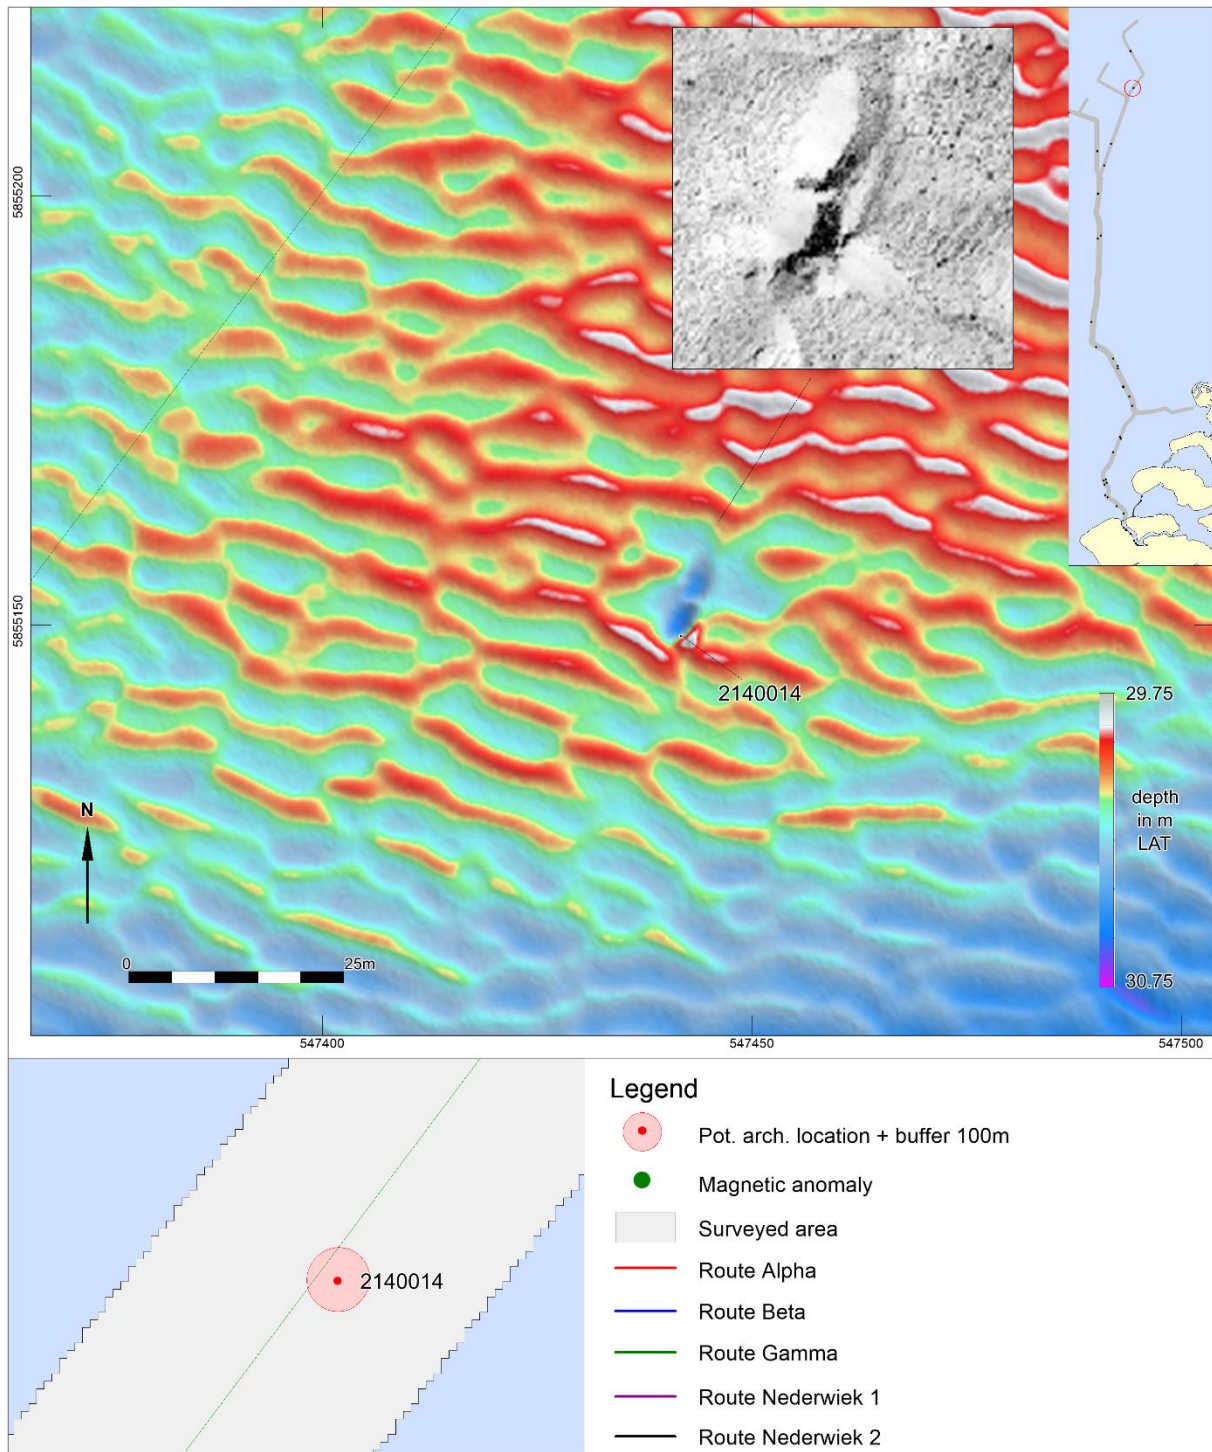 5855200
5855150
2140014
29.75
depth
in m
LAT
30.75
N
0
25m
547400
547450
547500
2140014
Legend
Pot. arch. location + buffer 100m
Magnetic anomaly
Surveyed area
Route Alpha
Route Beta
Route Gamma
Route Nederwiek 1
Route Nederwiek 2